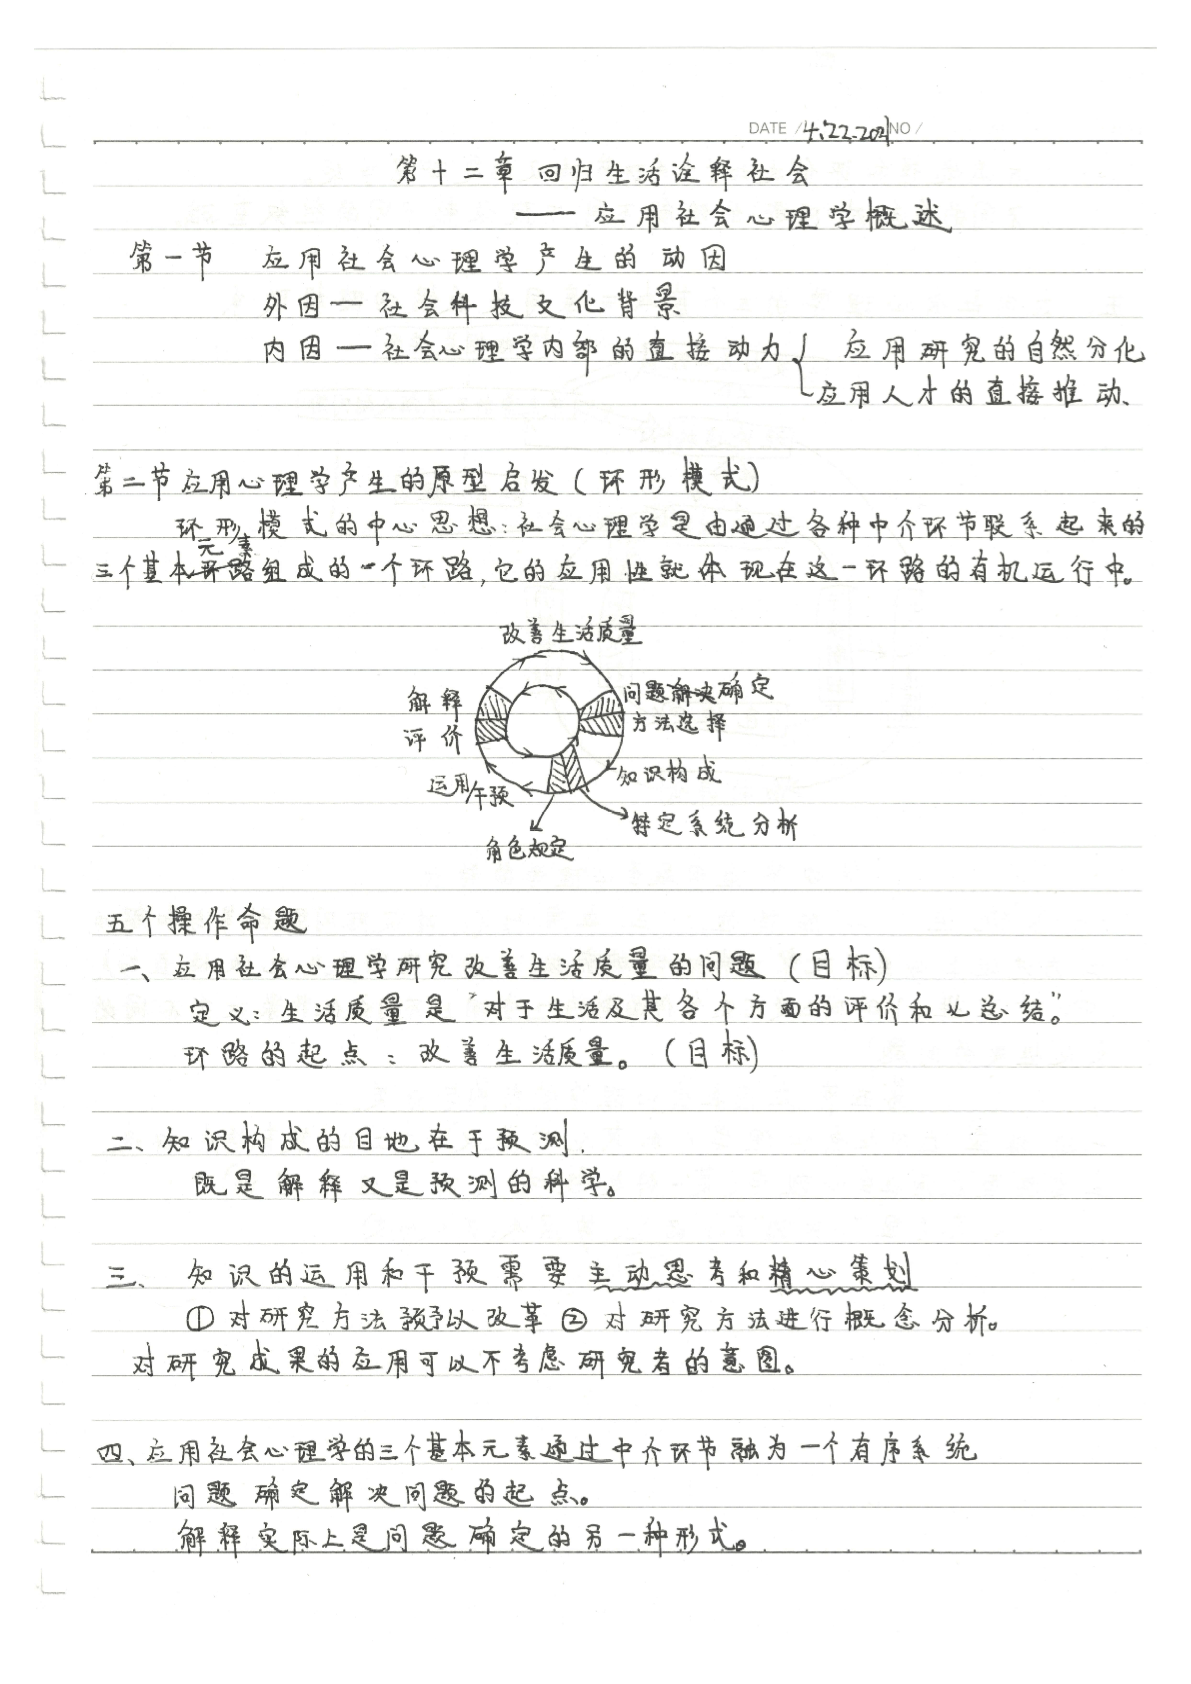 DATE / 4.22.2021 NO /
第十二章 回归生活诠释社会
—— 应用社会心理学概述
第一节 应用社会心理学产生的动因
外因 — 社会科技文化背景
内因 — 社会心理学内部的直接动力 { 应用研究的自然分化
应用人才的直接推动、
第二节应用心理学产生的原型启发(环形模式)
环形模式的中心思想:社会心理学是由通过各种中介环节联系起来的
元素
三个基本环路组成的一个环路,它的应用性就体现在这一环路的有机运行中。
改善生活质量
解释
问题解决确定
评价
方法选择
运用干预
知识构成
特定系统分析
角色规定
五个操作命题
一、应用社会心理学研究改善生活质量的问题(目标)
定义:生活质量是“对于生活及其各个方面的评价和总结”。
环路的起点:改善生活质量。(目标)
二、知识构成的目地在于预测.
既是解释又是预测的科学。
三、知识的运用和干预需要主动思考和精心策划
①对研究方法予以改革 ②对研究方法进行概念分析。
对研究成果的应用可以不考虑研究者的意图。
四、应用社会心理学的三个基本元素通过中介环节融为一个有序系统
问题确定解决问题的起点。
解释实际上是问题确定的另一种形式。